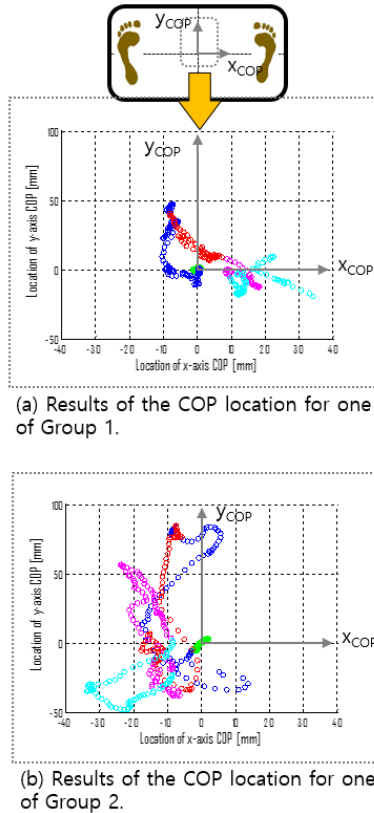 yCOP
xCOP
yCOP
100
50
0
-50
Location of y-axis COP [mm]
xCOP
-40 -30 -20 -10 0 10 20 30 40
Location of x-axis COP [mm]
(a) Results of the COP location for one
of Group 1.
yCOP
100
50
0
-50
Location of y-axis COP [mm]
xCOP
-40 -30 -20 -10 0 10 20 30 40
Location of x-axis COP [mm]
(b) Results of the COP location for one
of Group 2.